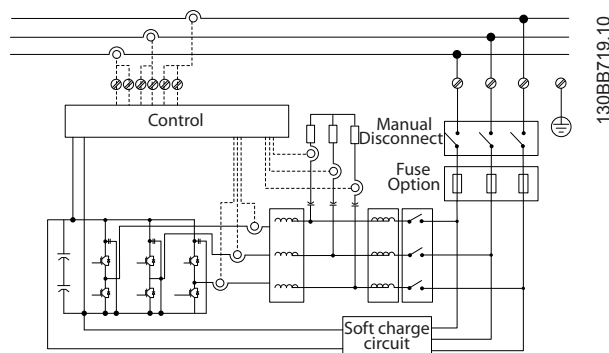 130BB719.10
Control
Manual
Disconnect
Fuse
Option
Soft charge
circuit